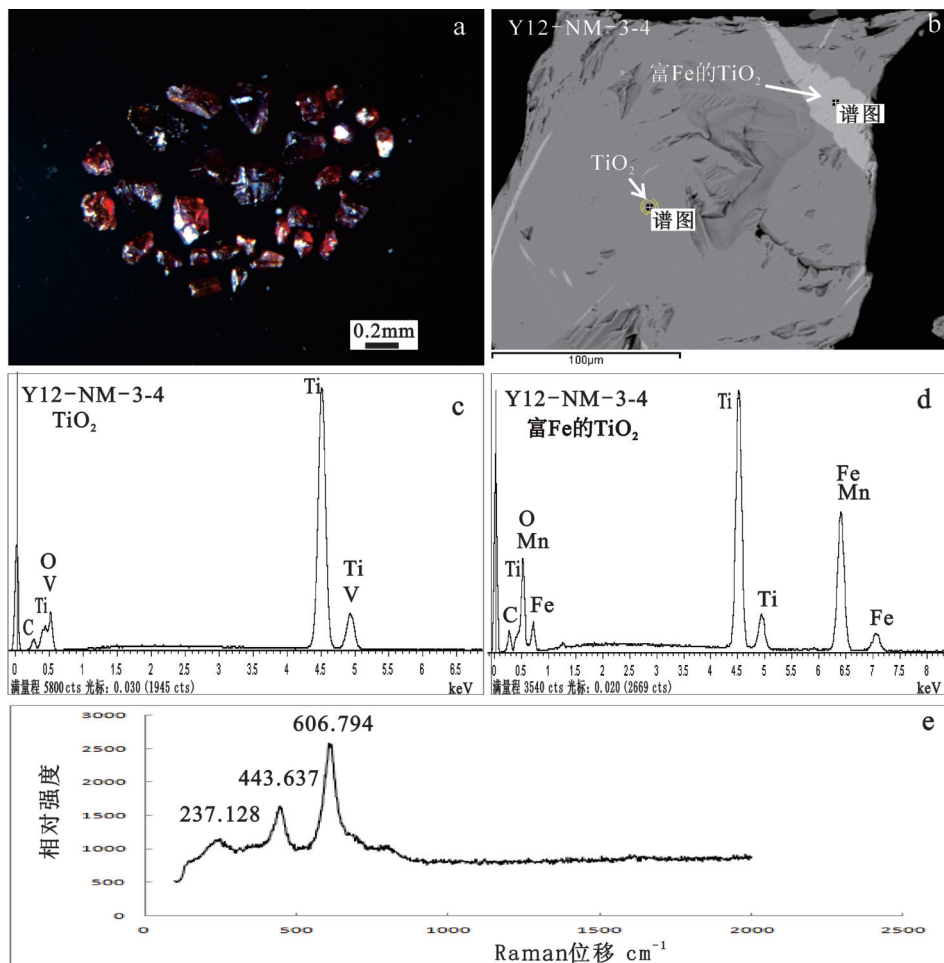 a
0.2mm
Y12-NM-3-4
b
富Fe的TiO₂
谱图
TiO₂
谱图
100μm
Y12-NM-3-4
TiO₂
c
Ti
O
V
Ti
C
Ti
V
0 0.5 1 1.5 2 2.5 3 3.5 4 4.5 5 5.5 6 6.5
满量程 5800 cts 光标: 0.030 (1945 cts)
keV
Y12-NM-3-4
富Fe的TiO₂
d
Ti
Fe
Mn
O
Mn
Ti
C
Fe
Ti
Fe
0 0.5 1 1.5 2 2.5 3 3.5 4 4.5 5 5.5 6 6.5 7 7.5 8
满量程 3540 cts 光标: 0.020 (2669 cts)
keV
e
相对强度
3000
2500
2000
1500
1000
500
0
606.794
443.637
237.128
0 500 1000 1500 2000 2500
Raman位移 cm⁻¹